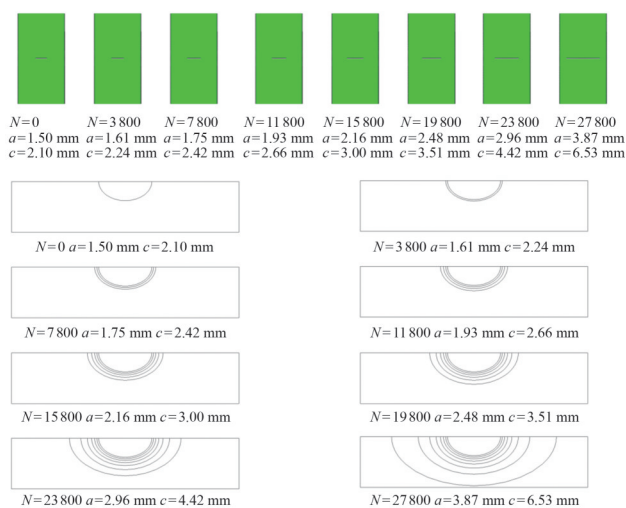 N=0 N=3 800 N=7 800 N=11 800 N=15 800 N=19 800 N=23 800 N=27 800
a=1.50 mm a=1.61 mm a=1.75 mm a=1.93 mm a=2.16 mm a=2.48 mm a=2.96 mm a=3.87 mm
c=2.10 mm c=2.24 mm c=2.42 mm c=2.66 mm c=3.00 mm c=3.51 mm c=4.42 mm c=6.53 mm
N=0 a=1.50 mm c=2.10 mm
N=3 800 a=1.61 mm c=2.24 mm
N=7 800 a=1.75 mm c=2.42 mm
N=11 800 a=1.93 mm c=2.66 mm
N=15 800 a=2.16 mm c=3.00 mm
N=19 800 a=2.48 mm c=3.51 mm
N=23 800 a=2.96 mm c=4.42 mm
N=27 800 a=3.87 mm c=6.53 mm